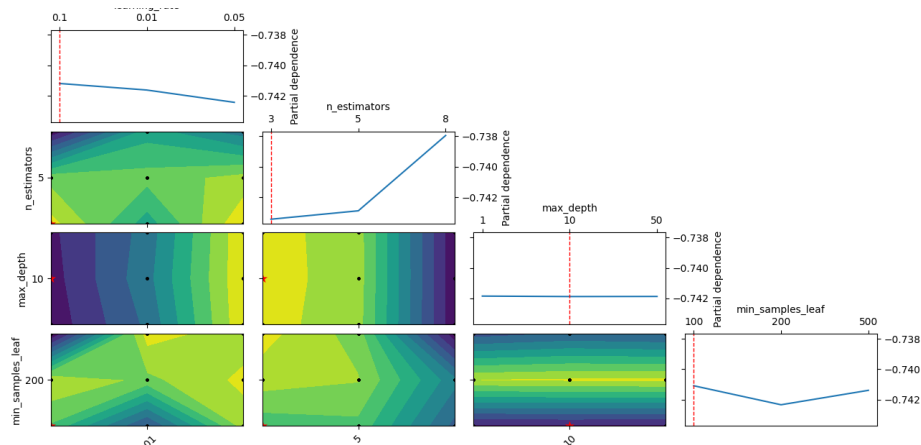 0.1 0.01 0.05
−0.738
−0.740
−0.742
Partial dependence
n_estimators
3 5 8
n_estimators
5
−0.738
−0.740
−0.742
Partial dependence
max_depth
1 10 50
max_depth
10
−0.738
−0.740
−0.742
Partial dependence
min_samples_leaf
100 200 500
min_samples_leaf
200
−0.738
−0.740
−0.742
01 5 10